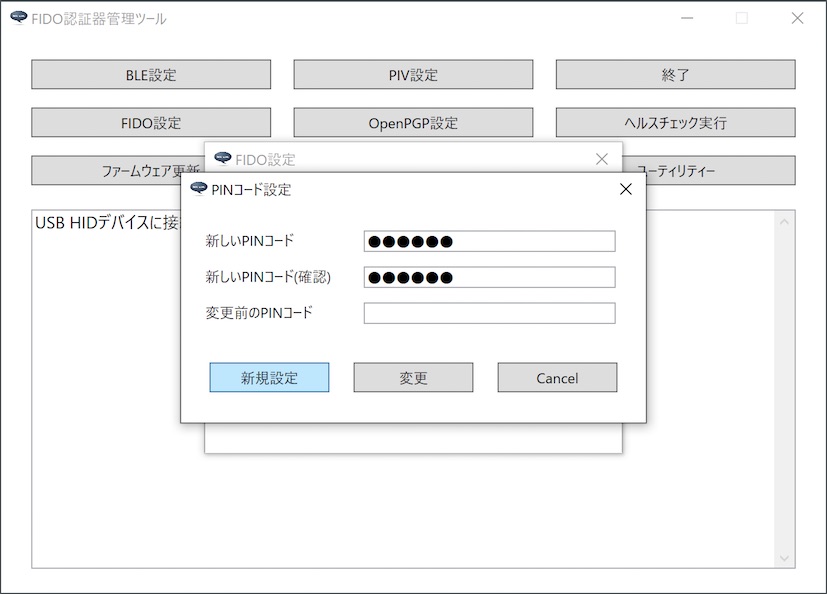 FIDO認証器管理ツール
BLE設定
PIV設定
終了
FIDO設定
OpenPGP設定
ヘルスチェック実行
ファームウェア更新
ユーティリティー
FIDO設定
PINコード設定
USB HIDデバイスに接
新しいPINコード
●●●●●●
新しいPINコード(確認)
●●●●●●
変更前のPINコード
新規設定
変更
Cancel